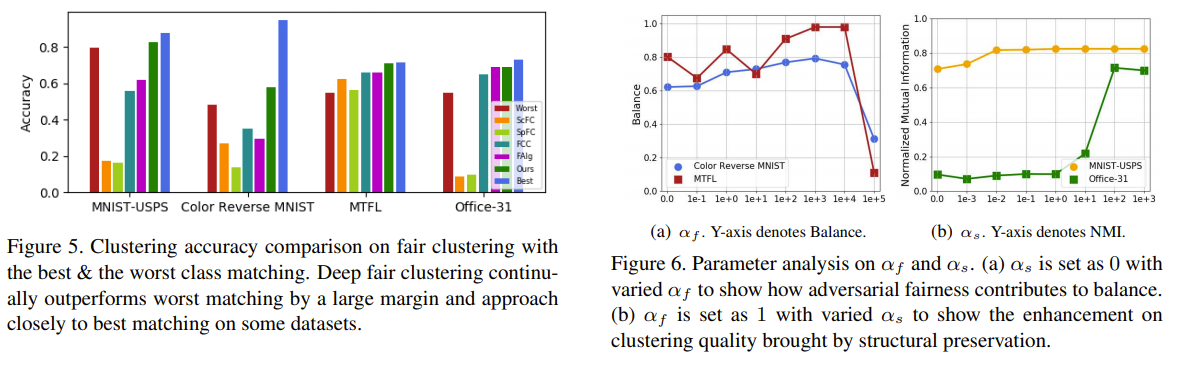 Accuracy
0.8
0.6
0.4
0.2
0.0
MNIST-USPS
Color Reverse MNIST
MTFL
Office-31
Worst
ScFC
SpFC
FCC
FAlg
Ours
Best
Figure 5. Clustering accuracy comparison on fair clustering with
the best & the worst class matching. Deep fair clustering continu-
ally outperforms worst matching by a large margin and approach
closely to best matching on some datasets.
Balance
1.0
0.8
0.6
0.4
0.2
0.0
Color Reverse MNIST
MTFL
0.0 1e-1 1e+0 1e+1 1e+2 1e+3 1e+4 1e+5
(a) αf. Y-axis denotes Balance.
Normalized Mutual Information
1.0
0.8
0.6
0.4
0.2
0.0
MNIST-USPS
Office-31
0.0 1e-3 1e-2 1e-1 1e+0 1e+1 1e+2 1e+3
(b) αs. Y-axis denotes NMI.
Figure 6. Parameter analysis on αf and αs. (a) αs is set as 0 with
varied αf to show how adversarial fairness contributes to balance.
(b) αf is set as 1 with varied αs to show the enhancement on
clustering quality brought by structural preservation.